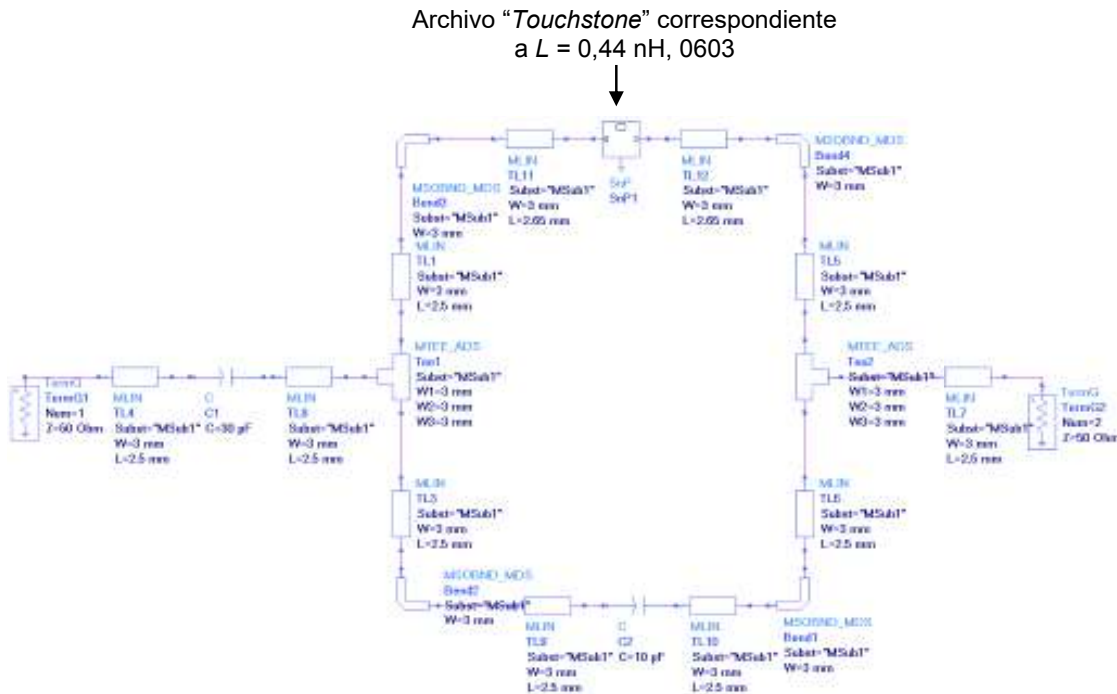 Archivo “Touchstone” correspondiente
a L = 0,44 nH, 0603
MLIN
TL11
Subst="MSub1"
W=3 mm
L=2.65 mm
SnP
SnP1
MLIN
TL12
Subst="MSub1"
W=3 mm
L=2.65 mm
MSOBND_MDS
Bend4
Subst="MSub1"
W=3 mm
MSOBND_MDS
Subst="MSub1"
W=3 mm
MLIN
TL1
Subst="MSub1"
W=3 mm
L=2.5 mm
MLIN
TL5
Subst="MSub1"
W=3 mm
L=2.5 mm
TermG
TermG1
Num=1
Z=50 Ohm
MLIN
TL4
Subst="MSub1"
W=3 mm
L=2.5 mm
C
C1
C=30 pF
MLIN
Subst="MSub1"
W=3 mm
L=2.5 mm
MTEE_ADS
Tee1
Subst="MSub1"
W1=3 mm
W2=3 mm
W3=3 mm
MTEE_ADS
Tee2
Subst="MSub1"
W1=3 mm
W2=3 mm
W3=3 mm
MLIN
TL7
Subst="MSub1"
W=3 mm
L=2.5 mm
TermG
TermG2
Num=2
Z=50 Ohm
MLIN
TL3
Subst="MSub1"
W=3 mm
L=2.5 mm
MLIN
TL6
Subst="MSub1"
W=3 mm
L=2.5 mm
MSOBND_MDS
Bend2
Subst="MSub1"
W=3 mm
MLIN
TL9
Subst="MSub1"
W=3 mm
L=2.5 mm
C
C2
C=10 pF
MLIN
TL10
Subst="MSub1"
W=3 mm
L=2.5 mm
MSOBND_MDS
Bend1
Subst="MSub1"
W=3 mm